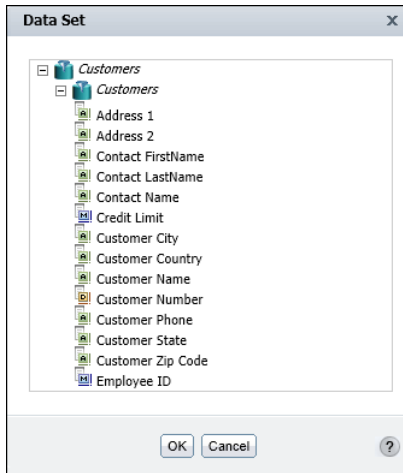 Data Set x
Customers
Customers
A Address 1
A Address 2
A Contact FirstName
A Contact LastName
A Contact Name
M Credit Limit
A Customer City
A Customer Country
A Customer Name
D Customer Number
A Customer Phone
A Customer State
A Customer Zip Code
M Employee ID
OK Cancel ?